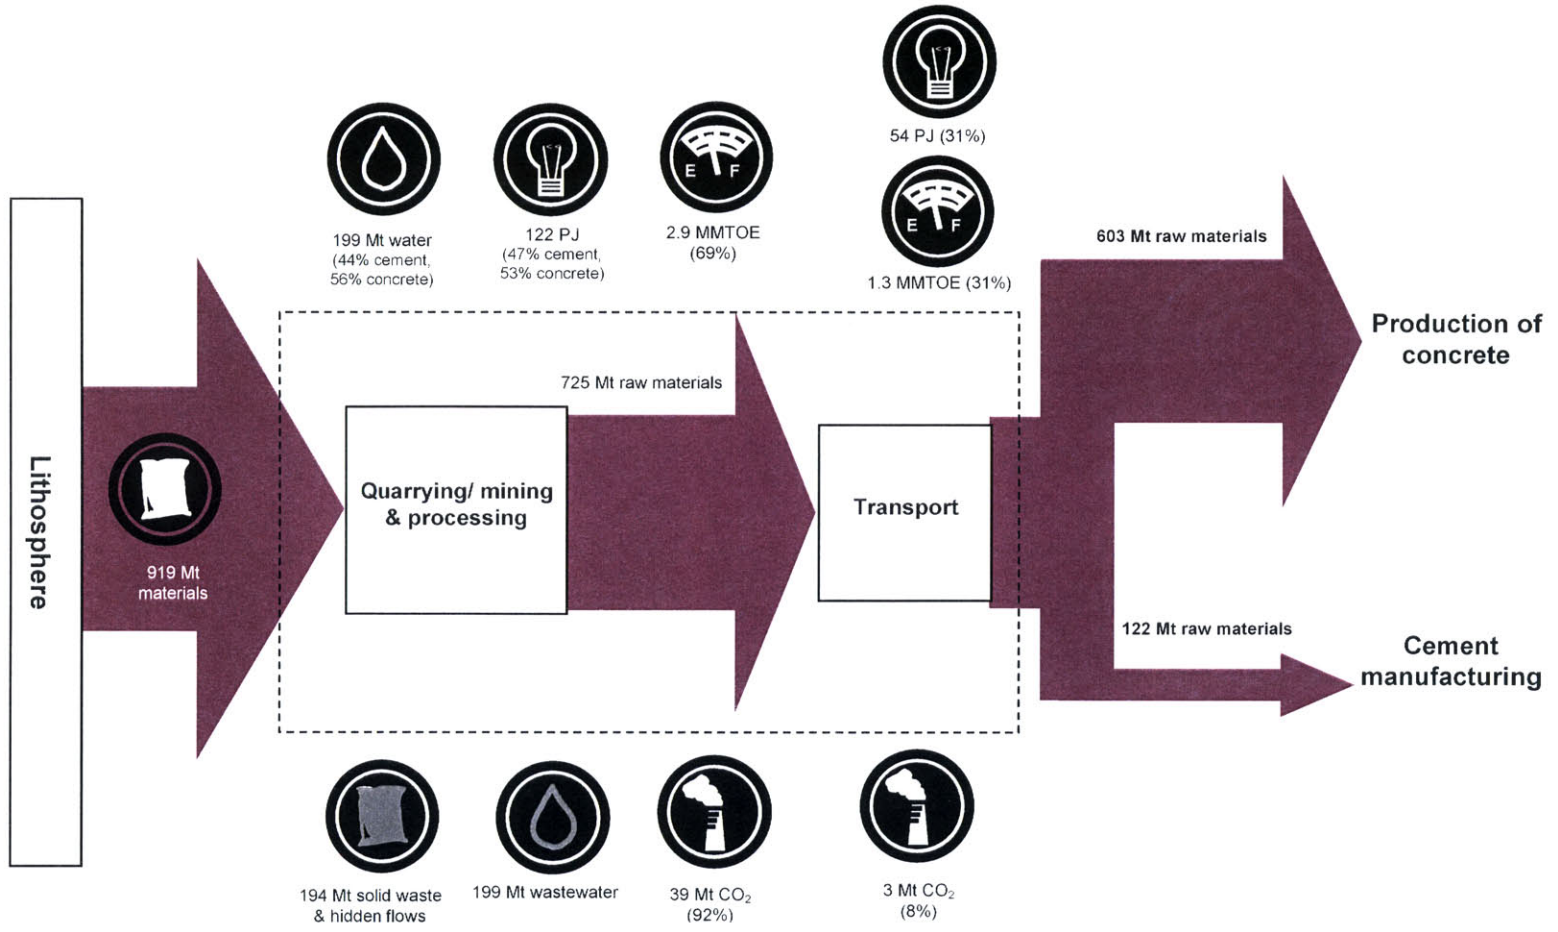 54 PJ (31%)
E F
E F
199 Mt water
(44% cement,
56% concrete)
122 PJ
(47% cement,
53% concrete)
2.9 MMTOE
(69%)
1.3 MMTOE (31%)
603 Mt raw materials
Production of
concrete
725 Mt raw materials
Lithosphere
Quarrying/ mining
& processing
Transport
919 Mt
materials
122 Mt raw materials
Cement
manufacturing
194 Mt solid waste
& hidden flows
199 Mt wastewater
39 Mt CO₂
(92%)
3 Mt CO₂
(8%)